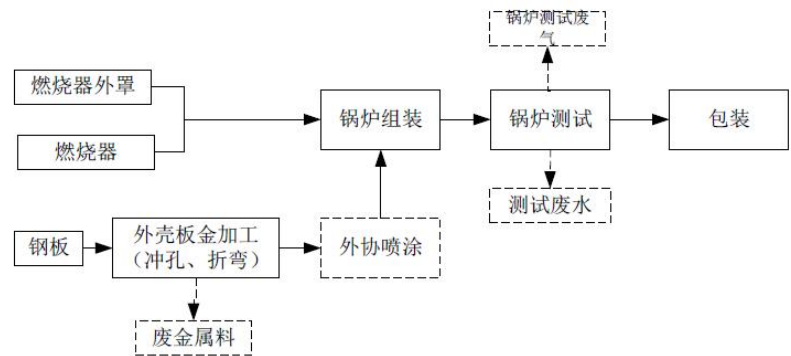 锅炉测试废
气
燃烧器外罩
燃烧器
锅炉组装
锅炉测试
包装
测试废水
钢板
外壳板金加工
（冲孔、折弯）
外协喷涂
废金属料